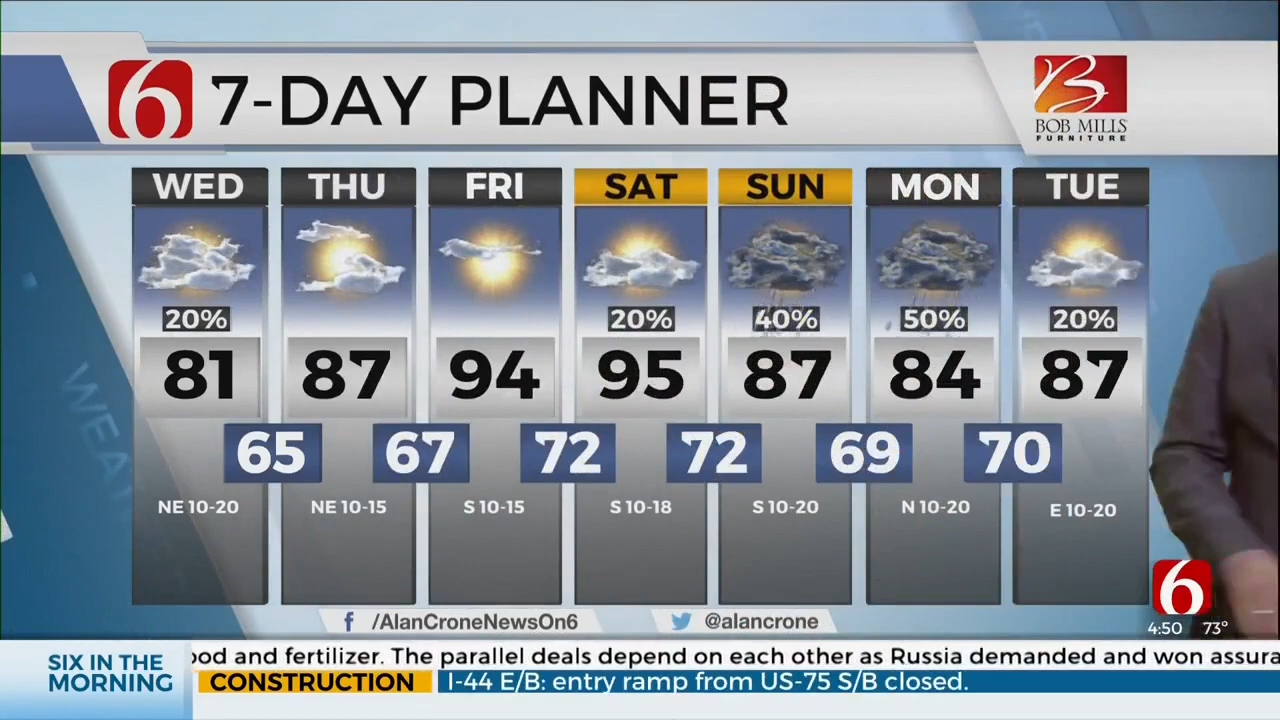 6 7-DAY PLANNER
B
BOB MILLS
FURNITURE
WED THU FRI SAT SUN MON TUE
20% 20% 40% 50% 20%
81 87 94 95 87 84 87
65 67 72 72 69 70
NE 10-20 NE 10-15 S 10-15 S 10-18 S 10-20 N 10-20 E 10-20
f /AlanCroneNewsOn6 @alancrone
6
4:50 73°
SIX IN THE
MORNING
ood and fertilizer. The parallel deals depend on each other as Russia demanded and won assura
CONSTRUCTION I-44 E/B: entry ramp from US-75 S/B closed.